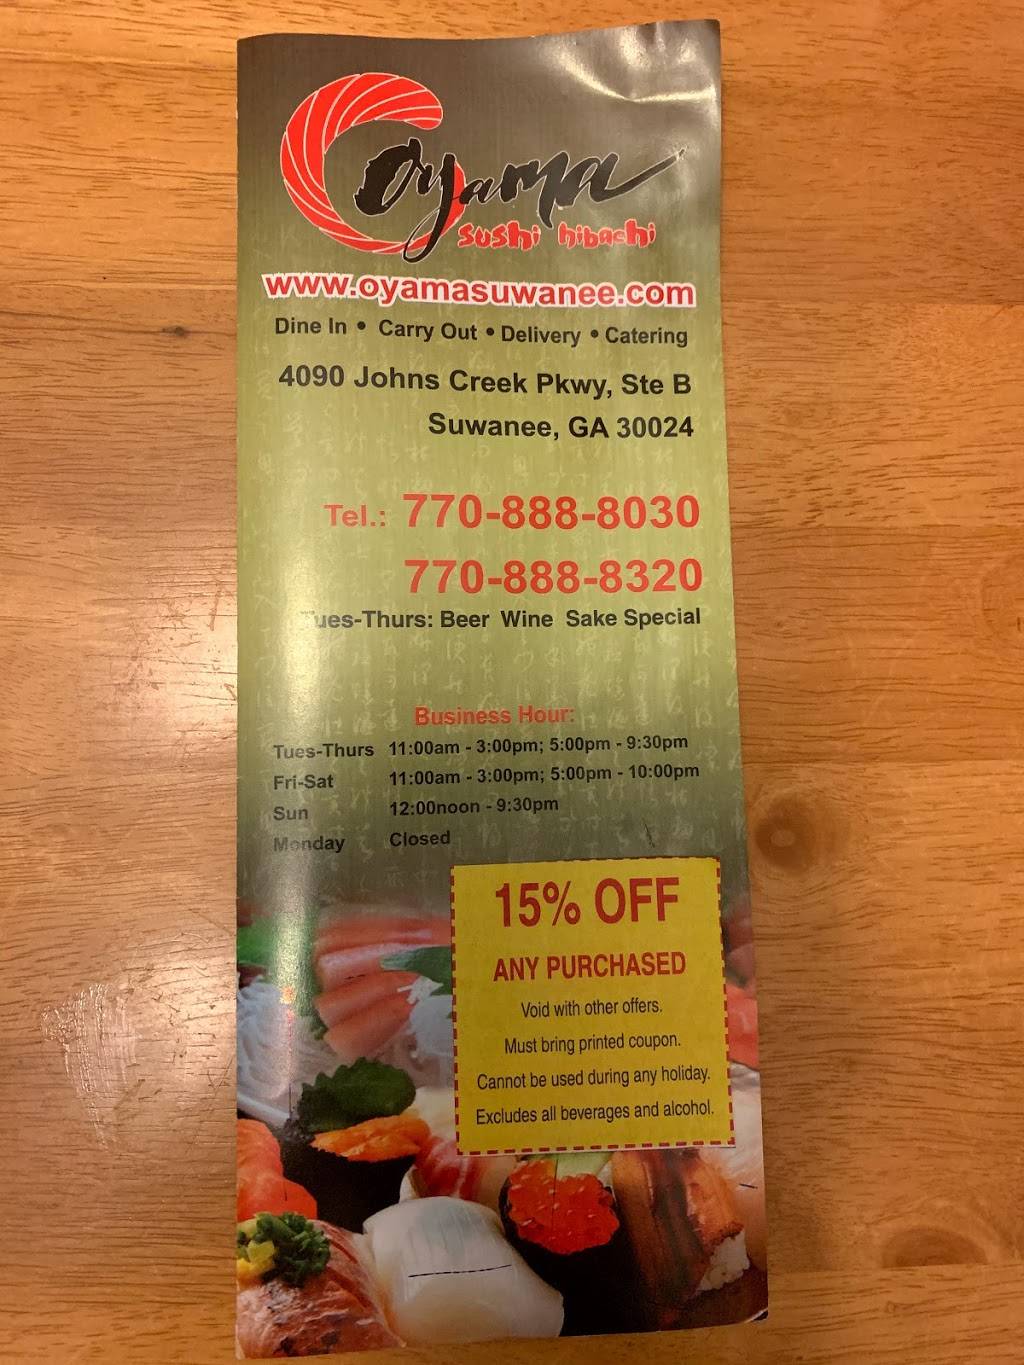 Oyama
sushi hibachi
www.oyamasuwanee.com
Dine In • Carry Out • Delivery • Catering
4090 Johns Creek Pkwy, Ste B
Suwanee, GA 30024
Tel.: 770-888-8030
770-888-8320
Tues-Thurs: Beer Wine Sake Special
Business Hour:
Tues-Thurs 11:00am - 3:00pm; 5:00pm - 9:30pm
Fri-Sat 11:00am - 3:00pm; 5:00pm - 10:00pm
Sun 12:00noon - 9:30pm
Monday Closed
15% OFF
ANY PURCHASED
Void with other offers.
Must bring printed coupon.
Cannot be used during any holiday.
Excludes all beverages and alcohol.